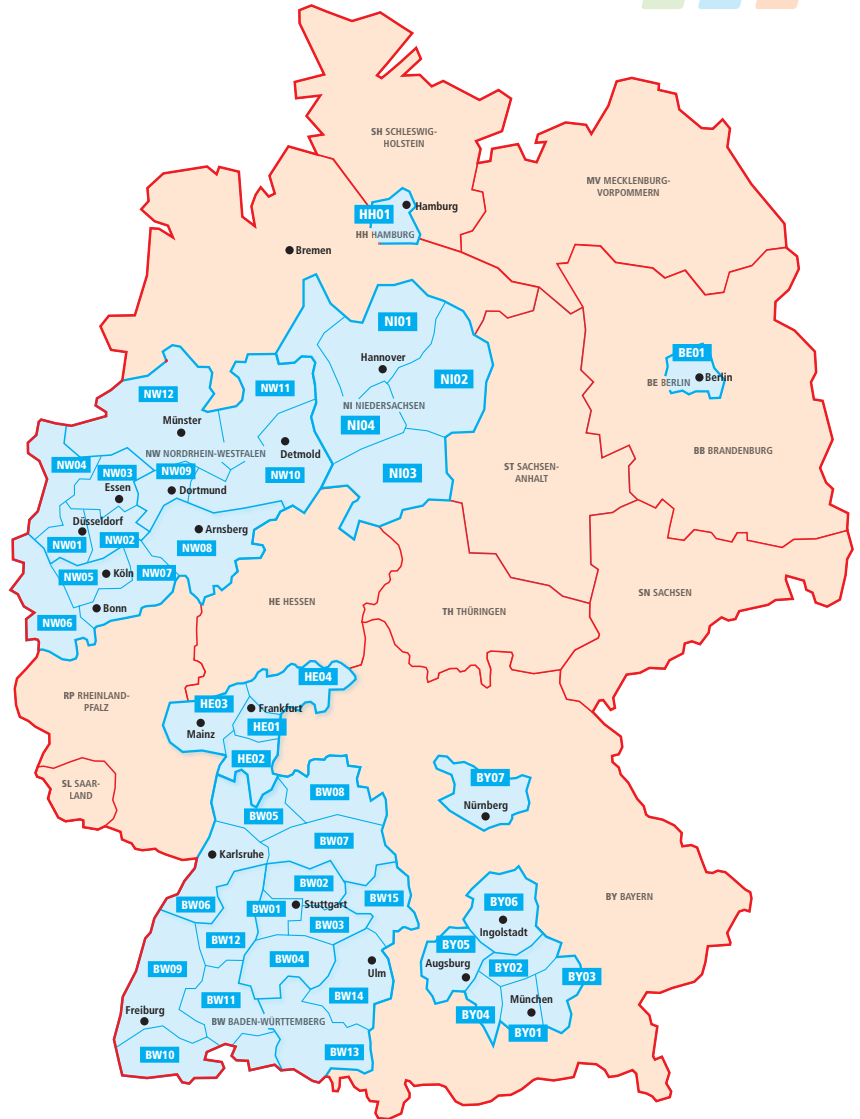 SH SCHLESWIG-
HOLSTEIN
MV MECKLENBURG-
VORPOMMERN
Hamburg
HH01
HH HAMBURG
Bremen
NI01
Hannover
BE01
Berlin
BE BERLIN
NI02
NW11
NW12
NI NIEDERSACHSEN
Münster
NI04
Detmold
NW NORDRHEIN-WESTFALEN
BB BRANDENBURG
NW04
NW03
NW09
NW10
NI03
ST SACHSEN-
ANHALT
Essen
Dortmund
Düsseldorf
Arnsberg
NW01
NW02
NW08
NW05
Köln
NW07
SN SACHSEN
HE HESSEN
Bonn
TH THÜRINGEN
NW06
HE04
RP RHEINLAND-
PFALZ
HE03
Frankfurt
HE01
Mainz
HE02
BY07
SL SAAR-
LAND
BW08
Nürnberg
BW05
BW07
Karlsruhe
BW02
BW15
BY BAYERN
BW06
BW01
Stuttgart
BY06
BW03
Ingolstadt
BW12
BY05
BW04
Augsburg
BY02
BW09
Ulm
BY03
BW11
BW14
München
Freiburg
BY04
BW BADEN-WÜRTTEMBERG
BY01
BW10
BW13